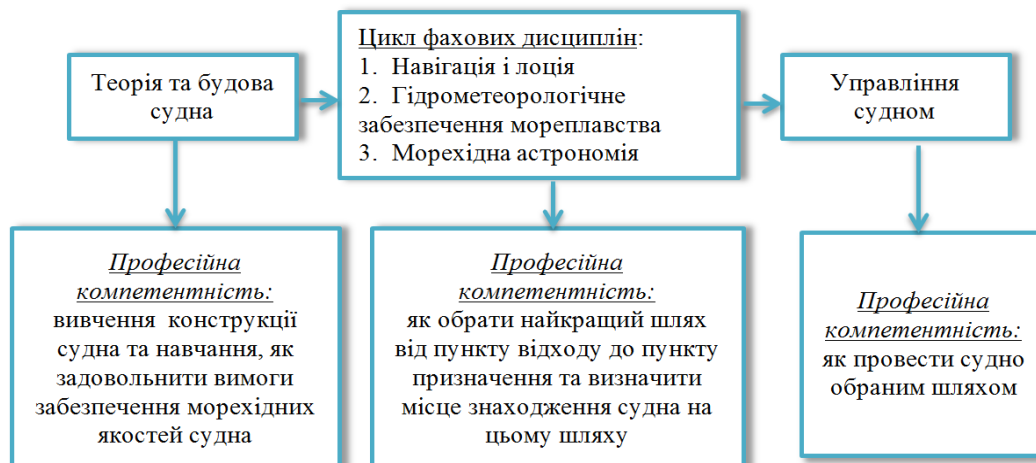 Теорія та будова
судна
Цикл фахових дисциплін:
1. Навігація і лоція
2. Гідрометеорологічне
забезпечення мореплавства
3. Морехідна астрономія
Управління
судном
Професійна
компетентність:
вивчення конструкції
судна та навчання, як
задовольнити вимоги
забезпечення морехідних
якостей судна
Професійна
компетентність:
як обрати найкращий шлях
від пункту відходу до пункту
призначення та визначити
місце знаходження судна на
цьому шляху
Професійна
компетентність:
як провести судно
обраним шляхом